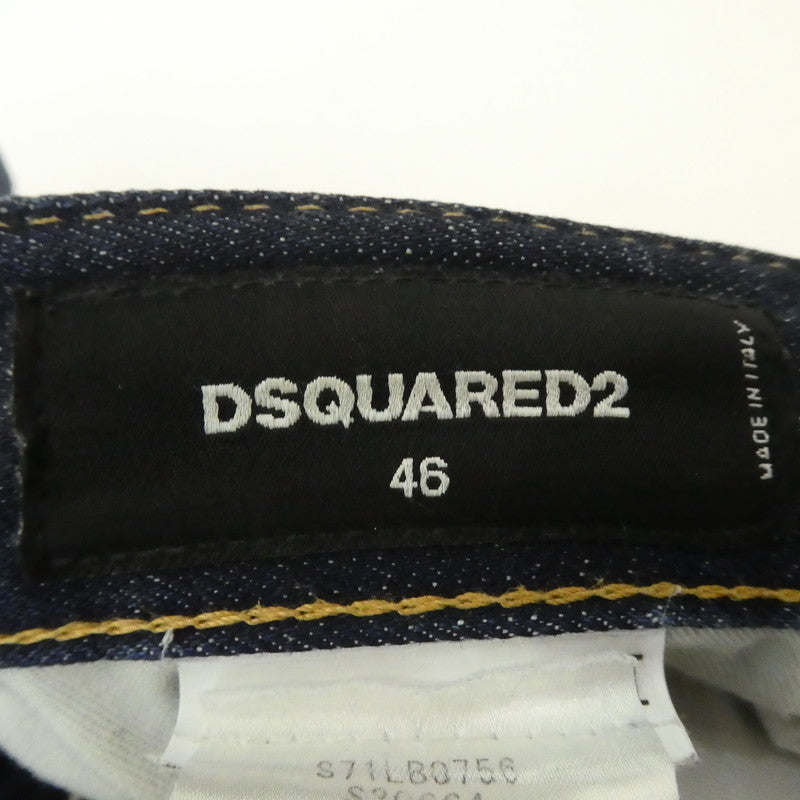 DSQUARED2
46
MADE IN ITALY
S71LB0756